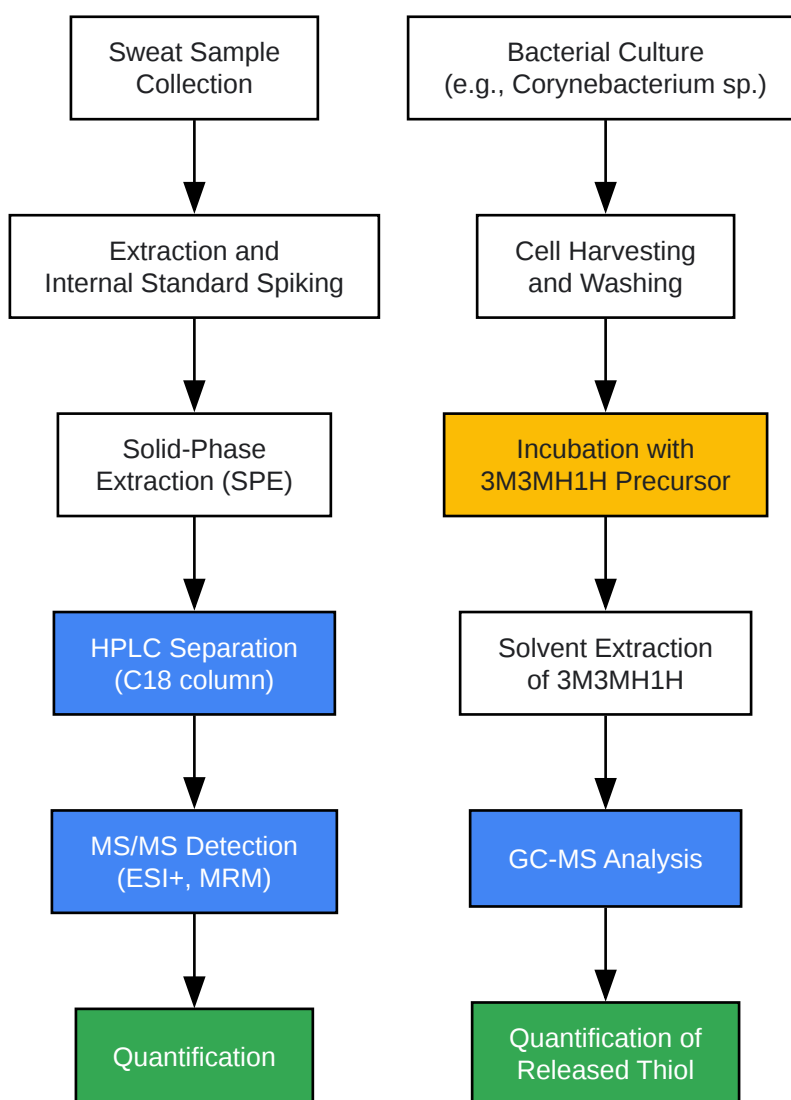 Sweat Sample
Collection
Extraction and
Internal Standard Spiking
Solid-Phase
Extraction (SPE)
HPLC Separation
(C18 column)
MS/MS Detection
(ESI+, MRM)
Quantification
Bacterial Culture
(e.g., Corynebacterium sp.)
Cell Harvesting
and Washing
Incubation with
3M3MH1H Precursor
Solvent Extraction
of 3M3MH1H
GC-MS Analysis
Quantification of
Released Thiol